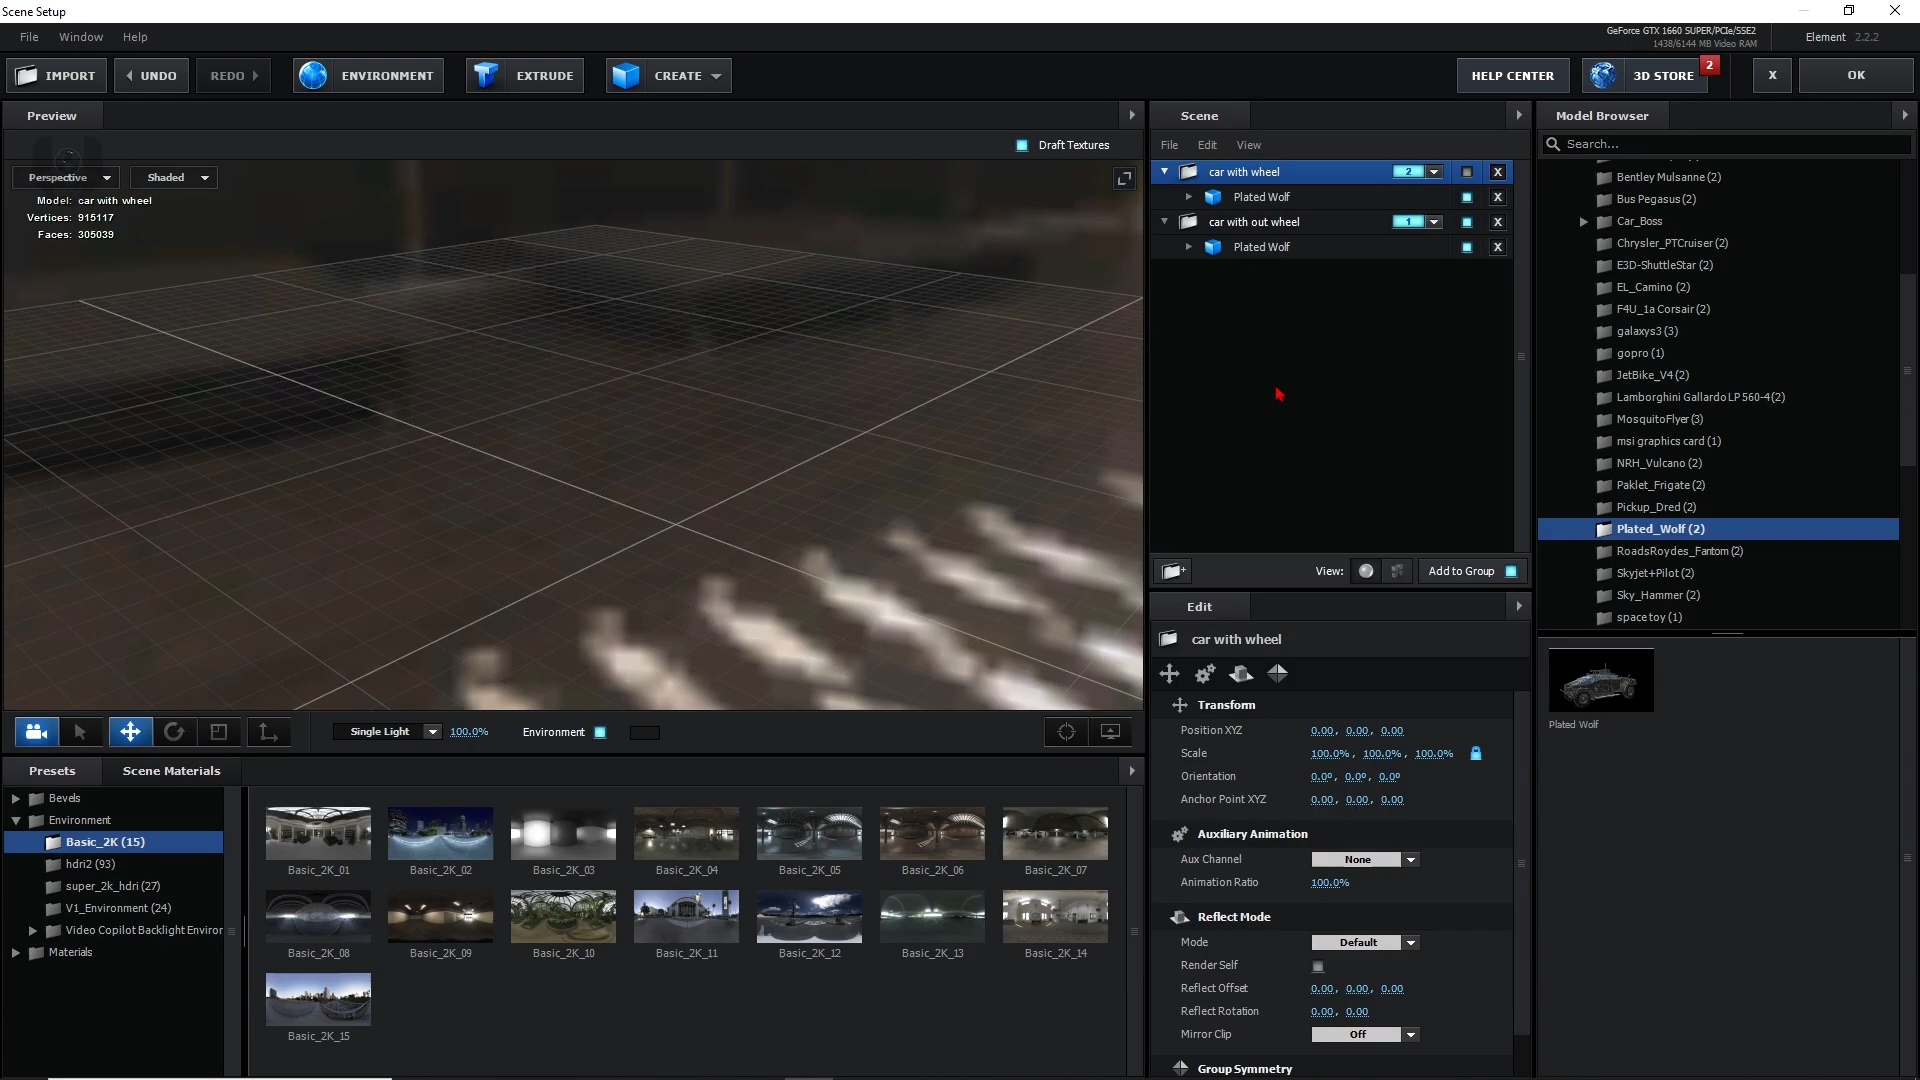 Scene Setup
File Window Help
GeForce GTX 1660 SUPER/PCIe/SSE2
1438/6144 MB Video RAM
Element 2.2.2
IMPORT UNDO REDO ENVIRONMENT EXTRUDE CREATE HELP CENTER 3D STORE 2 X OK
Preview
Draft Textures
Perspective Shaded
Model: car with wheel
Vertices: 915117
Faces: 305039
Single Light 100.0% Environment
Presets Scene Materials
Bevels
Environment
Basic_2K (15)
hdri2 (93)
super_2k_hdri (27)
V1_Environment (24)
Video Copilot Backlight Enviror
Materials
Basic_2K_01 Basic_2K_02 Basic_2K_03 Basic_2K_04 Basic_2K_05 Basic_2K_06 Basic_2K_07
Basic_2K_08 Basic_2K_09 Basic_2K_10 Basic_2K_11 Basic_2K_12 Basic_2K_13 Basic_2K_14
Basic_2K_15
Scene
File Edit View
car with wheel 2 X
Plated Wolf X
car with out wheel 1 X
Plated Wolf X
View: Add to Group
Edit
car with wheel
Transform
Position XYZ 0.00, 0.00, 0.00
Scale 100.0%, 100.0%, 100.0%
Orientation 0.0º, 0.0º, 0.0º
Anchor Point XYZ 0.00, 0.00, 0.00
Auxiliary Animation
Aux Channel None
Animation Ratio 100.0%
Reflect Mode
Mode Default
Render Self
Reflect Offset 0.00, 0.00, 0.00
Reflect Rotation 0.00, 0.00
Mirror Clip Off
Group Symmetry
Model Browser
Search...
Bentley Mulsanne (2)
Bus Pegasus (2)
Car_Boss
Chrysler_PTCruiser (2)
E3D-ShuttleStar (2)
EL_Camino (2)
F4U_1a Corsair (2)
galaxys3 (3)
gopro (1)
JetBike_V4 (2)
Lamborghini Gallardo LP 560-4 (2)
MosquitoFlyer (3)
msi graphics card (1)
NRH_Vulcano (2)
Paklet_Frigate (2)
Pickup_Dred (2)
Plated_Wolf (2)
RoadsRoydes_Fantom (2)
Skyjet+Pilot (2)
Sky_Hammer (2)
space toy (1)
Plated Wolf